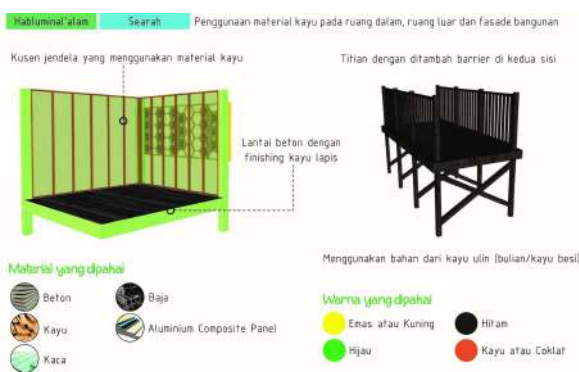 Habluminal'alam Searah Penggunaan material kayu pada ruang dalam, ruang luar dan fasade bangunan
Kusen jendela yang menggunakan material kayu
Titian dengan ditambah barrier di kedua sisi
Lantai beton dengan
finishing kayu lapis
Menggunakan bahan dari kayu ulin (bulian/kayu besi)
Material yang dipakai
Beton
Baja
Kayu
Aluminium Composite Panel
Kaca
Warna yang dipakai
Emas atau Kuning
Hitam
Hijau
Kayu atau Coklat